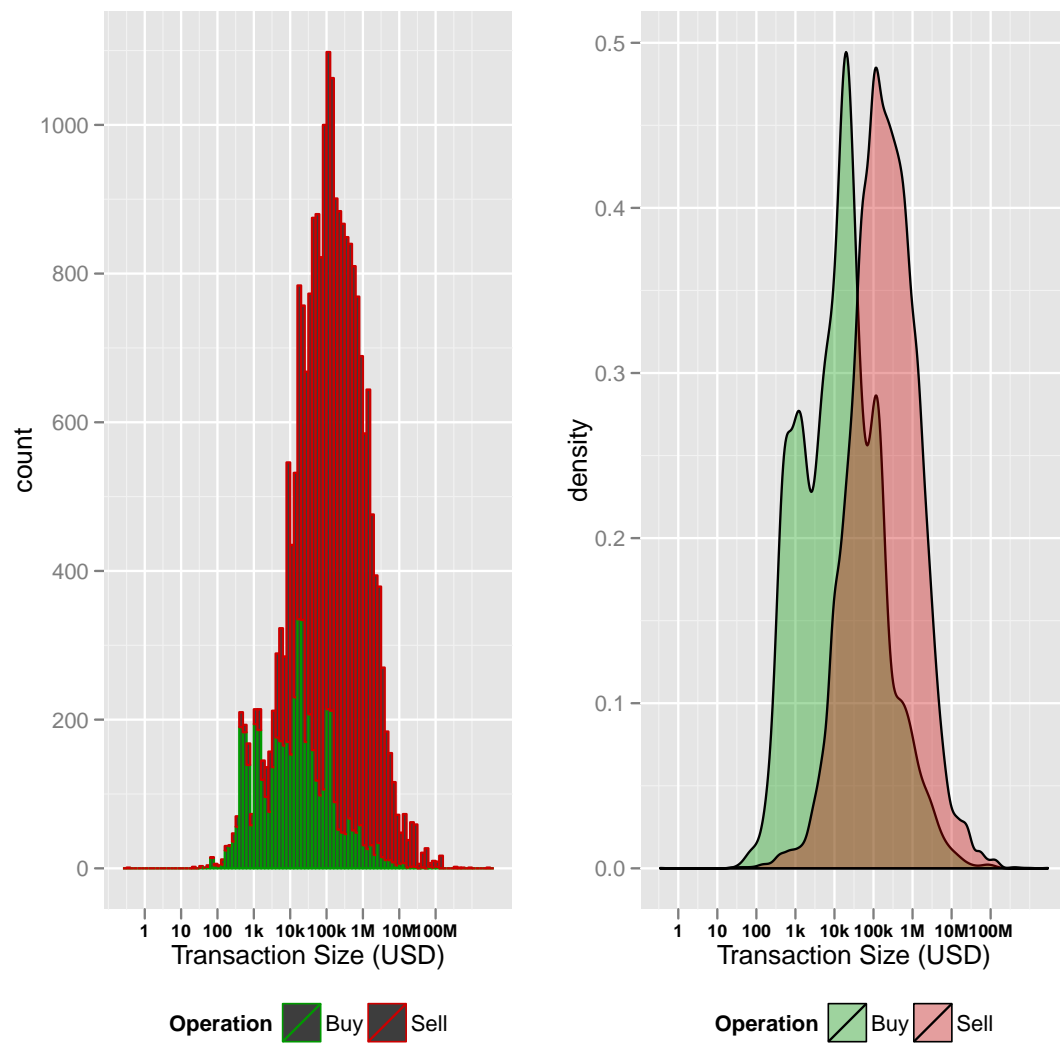 1000
800
600
400
200
0
count
1 10 100 1k 10k 100k 1M 10M 100M
Transaction Size (USD)
Operation Buy Sell
0.5
0.4
0.3
0.2
0.1
0.0
density
1 10 100 1k 10k 100k 1M 10M 100M
Transaction Size (USD)
Operation Buy Sell